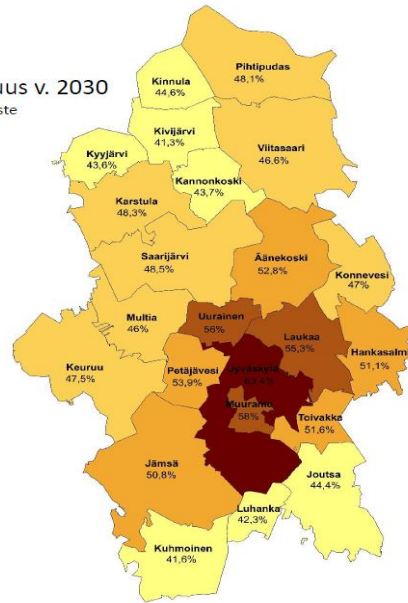 uus v. 2030
ste
Pihtipudas
48,1%
Kinnula
44,6%
Kivijärvi
41,3%
Viitasaari
46,6%
Kyyjärvi
43,6%
Kannonkoski
43,7%
Karstula
48,3%
Saarijärvi
48,5%
Äänekoski
52,8%
Konnevesi
47%
Multia
46%
Uurainen
56%
Laukaa
55,3%
Hankasalmi
51,1%
Keuruu
47,5%
Petäjävesi
53,9%
Jyväskylä
Muurame
58%
Toivakka
51,6%
Jämsä
50,8%
Joutsa
44,4%
Luhanka
42,3%
Kuhmoinen
41,6%